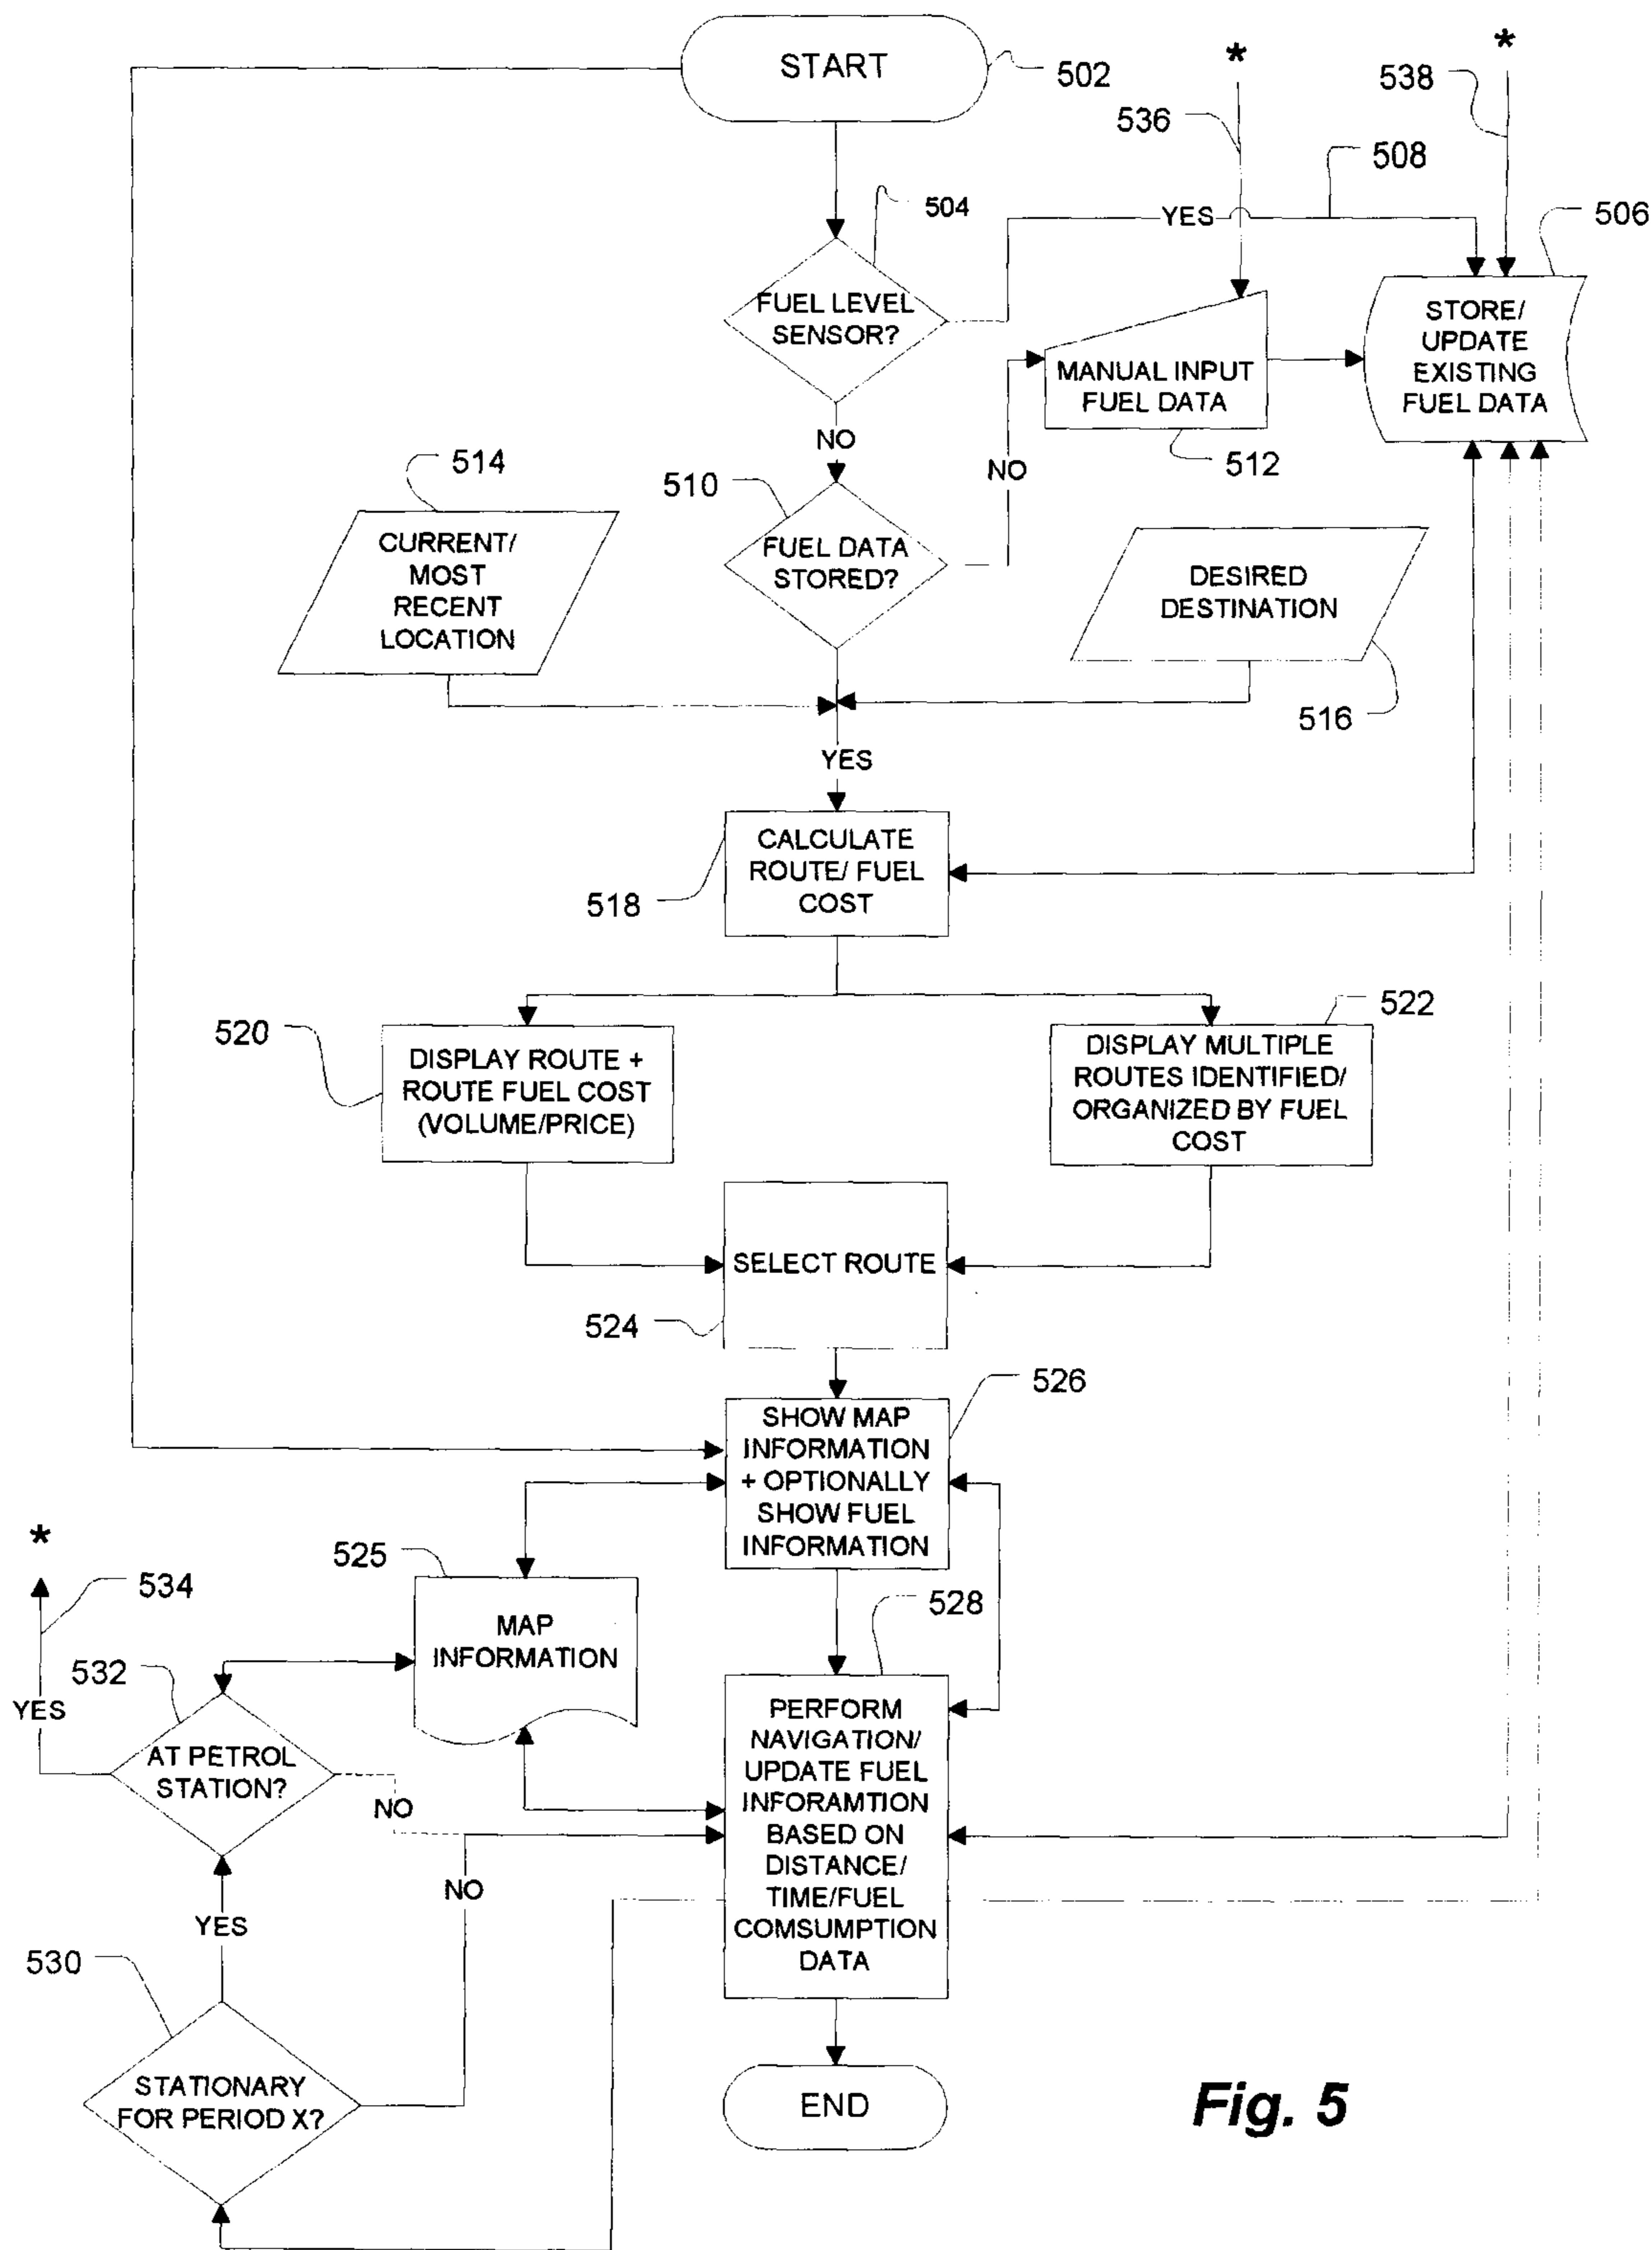 START
502
*
*
538
536
508
504
506
YES
FUEL LEVEL
SENSOR?
STORE/
UPDATE
EXISTING
FUEL DATA
MANUAL INPUT
FUEL DATA
NO
514
510
NO
512
CURRENT/
MOST
RECENT
LOCATION
FUEL DATA
STORED?
DESIRED
DESTINATION
516
YES
CALCULATE
ROUTE/ FUEL
COST
518
520
522
DISPLAY ROUTE +
ROUTE FUEL COST
(VOLUME/PRICE)
DISPLAY MULTIPLE
ROUTES IDENTIFIED/
ORGANIZED BY FUEL
COST
SELECT ROUTE
524
526
SHOW MAP
INFORMATION
+ OPTIONALLY
SHOW FUEL
INFORMATION
*
525
534
528
MAP
INFORMATION
532
YES
AT PETROL
STATION?
NO
PERFORM
NAVIGATION/
UPDATE FUEL
INFORAMTION
BASED ON
DISTANCE/
TIME/FUEL
COMSUMPTION
DATA
NO
YES
530
STATIONARY
FOR PERIOD X?
END
Fig. 5